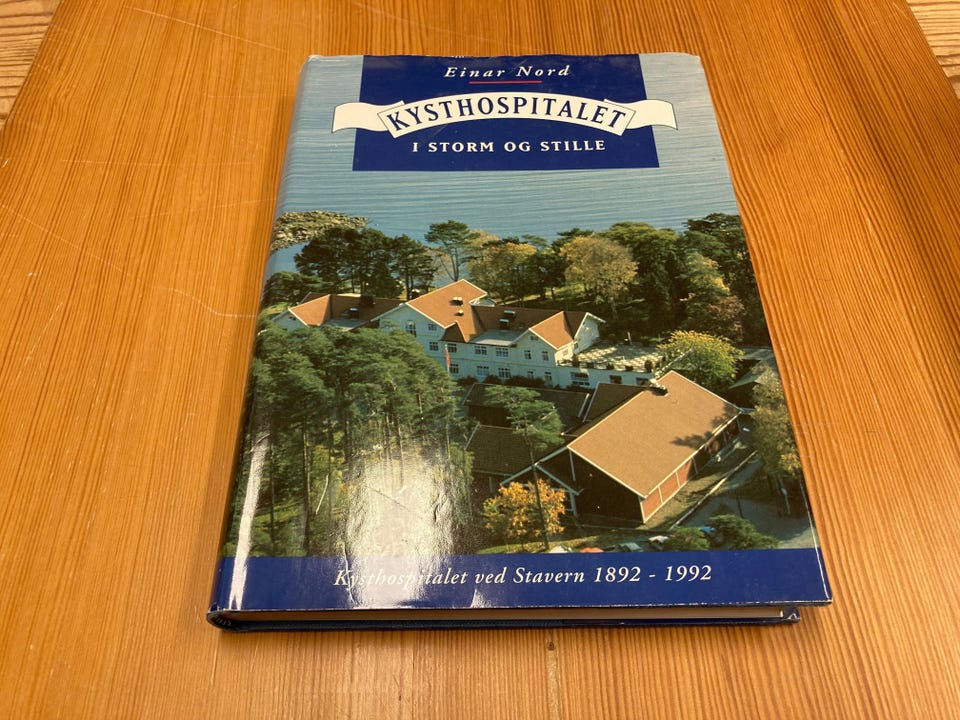 Einar Nord
KYSTHOSPITALET
I STORM OG STILLE
Kysthospitalet ved Stavern 1892 - 1992